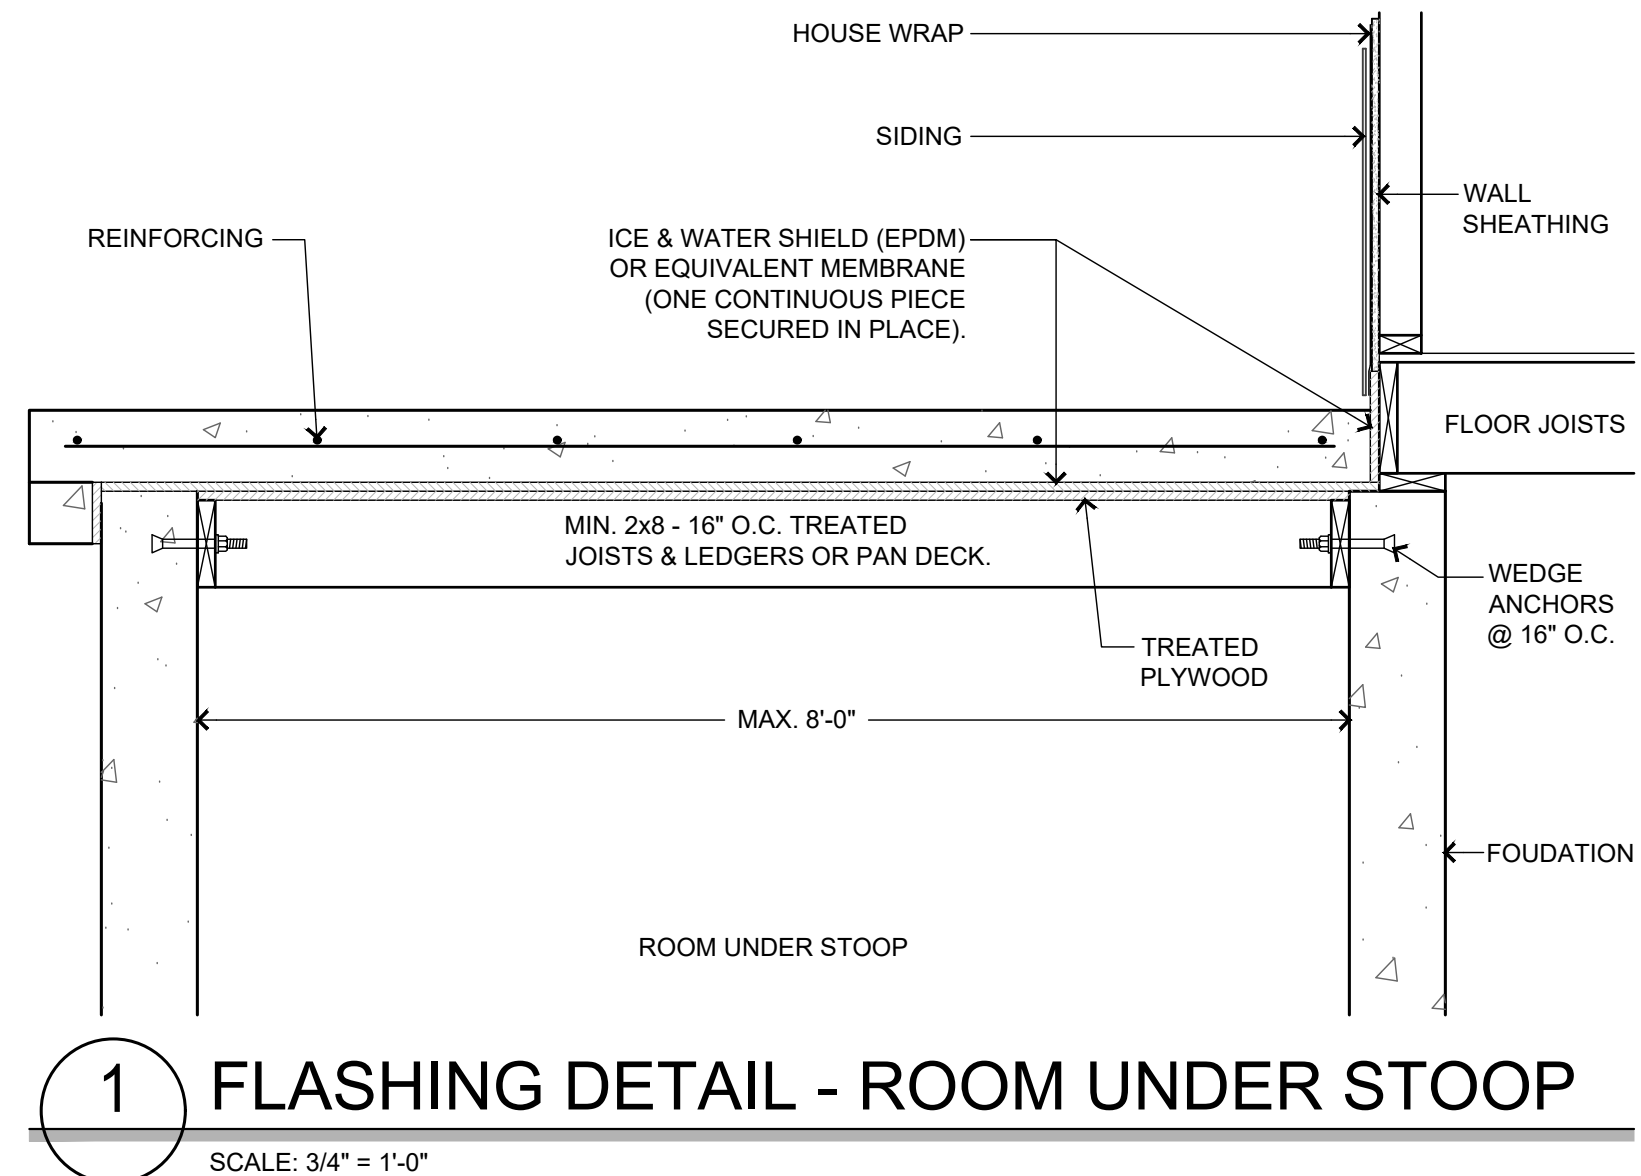 HOUSE WRAP
SIDING
WALL
SHEATHING
REINFORCING
ICE & WATER SHIELD (EPDM)
OR EQUIVALENT MEMBRANE
(ONE CONTINUOUS PIECE
SECURED IN PLACE).
FLOOR JOISTS
MIN. 2x8 - 16" O.C. TREATED
JOISTS & LEDGERS OR PAN DECK.
WEDGE
ANCHORS
@ 16" O.C.
TREATED
PLYWOOD
MAX. 8'-0"
FOUDATION
ROOM UNDER STOOP
1
FLASHING DETAIL - ROOM UNDER STOOP
SCALE: 3/4" = 1'-0"